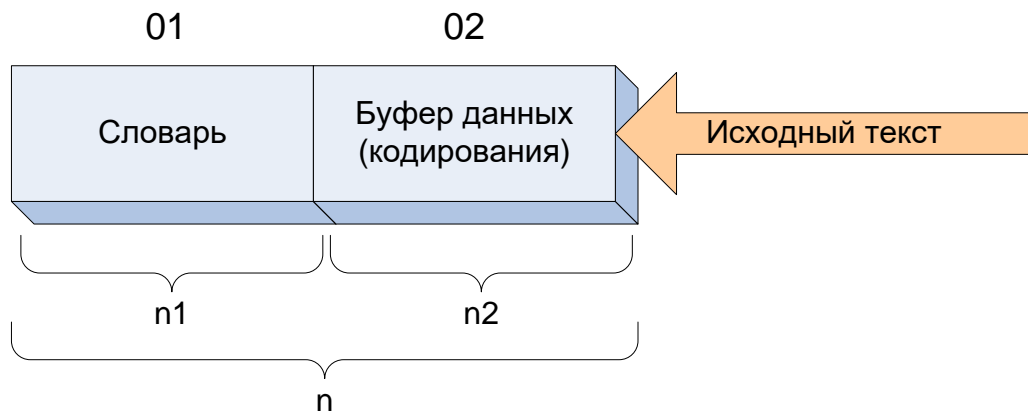 01
02
Словарь
Буфер данных
(кодирования)
Исходный текст
n1
n2
n